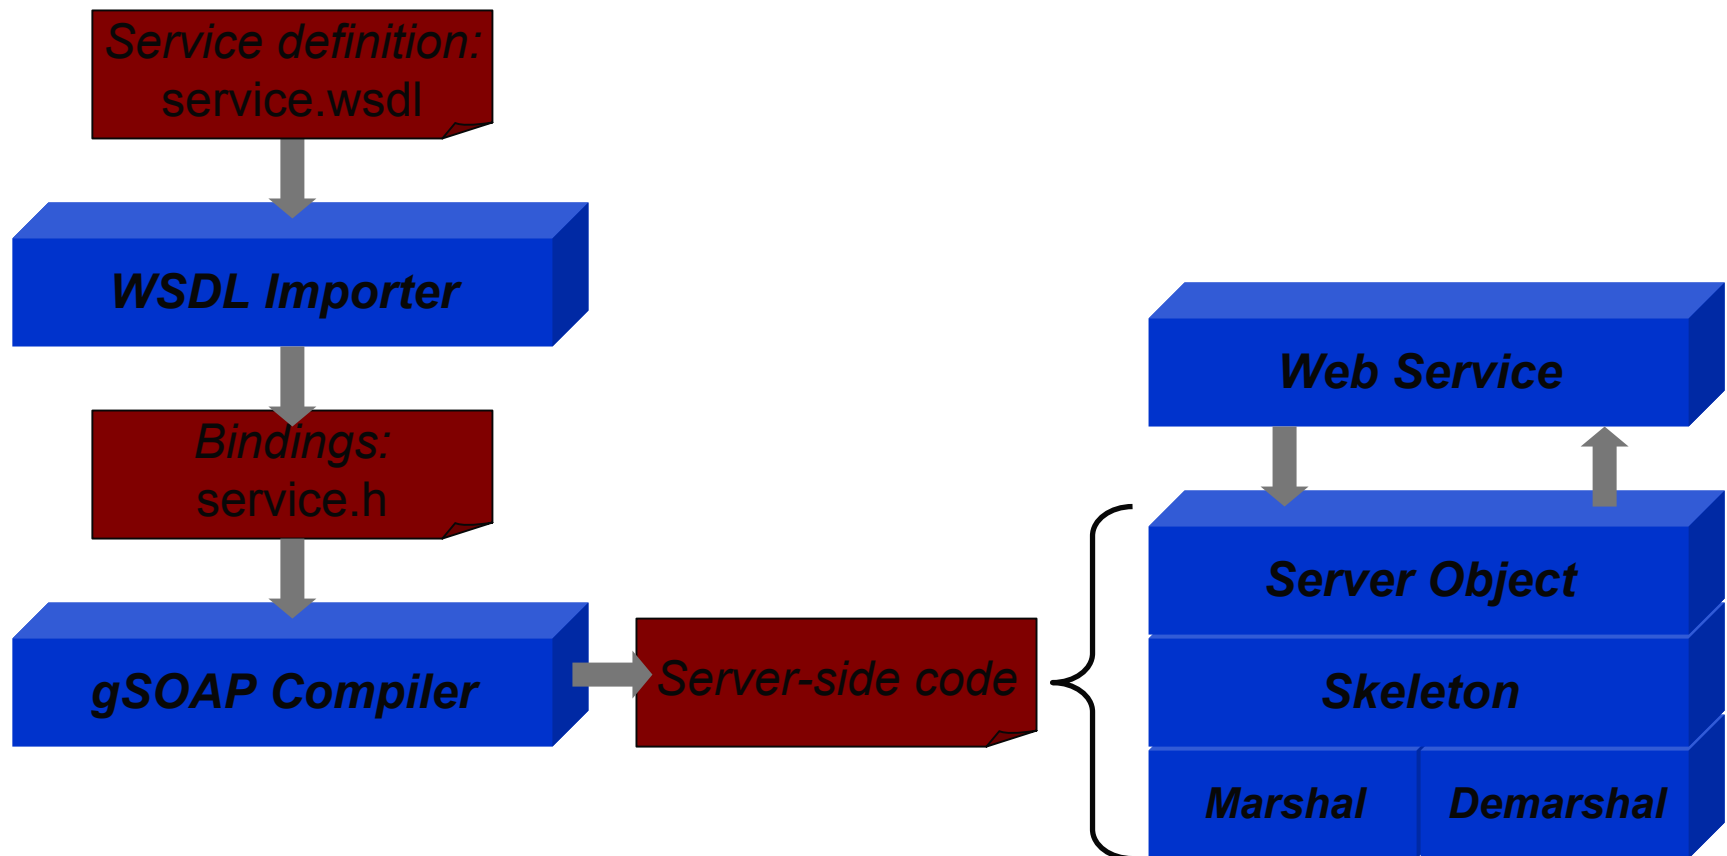 Service definition:
service.wsdl
WSDL Importer
Bindings:
service.h
gSOAP Compiler
Server-side code
Web Service
Server Object
Skeleton
Marshal
Demarshal